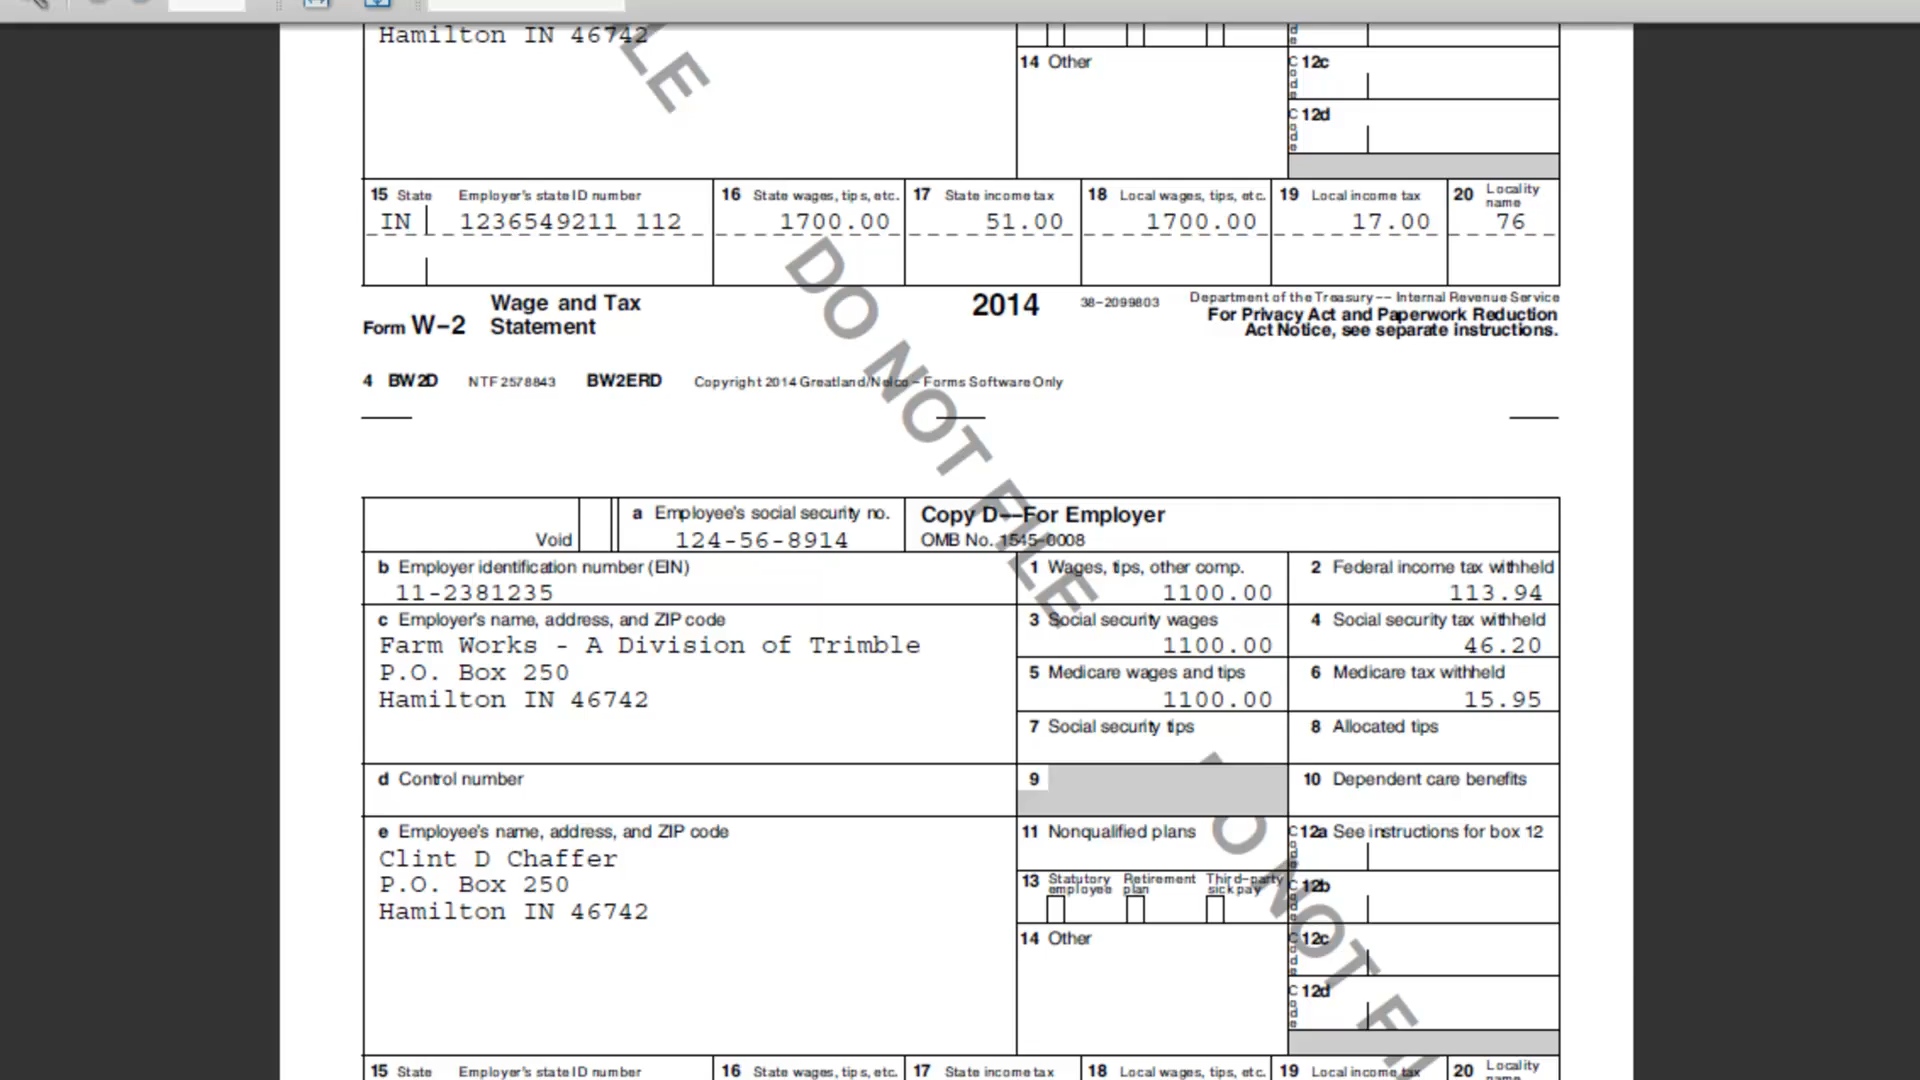 Hamilton IN 46742
14 Other
Code 12c
Code 12d
15 State Employer's state ID number 16 State wages, tips, etc. 17 State income tax 18 Local wages, tips, etc. 19 Local income tax 20 Locality name
IN 1236549211 112 1700.00 51.00 1700.00 17.00 76
Form W-2 Wage and Tax Statement 2014 38-2099803 Department of the Treasury -- Internal Revenue Service
For Privacy Act and Paperwork Reduction
Act Notice, see separate instructions.
4 BW2D NTF 2578843 BW2ERD Copyright 2014 Greatland/Nelco - Forms Software Only
DO NOT FILE
Void
a Employee's social security no.
124-56-8914
Copy D--For Employer
OMB No. 1545-0008
b Employer identification number (EIN)
11-2381235
1 Wages, tips, other comp.
1100.00
2 Federal income tax withheld
113.94
c Employer's name, address, and ZIP code
Farm Works - A Division of Trimble
P.O. Box 250
Hamilton IN 46742
3 Social security wages
1100.00
4 Social security tax withheld
46.20
5 Medicare wages and tips
1100.00
6 Medicare tax withheld
15.95
7 Social security tips
8 Allocated tips
d Control number
9
10 Dependent care benefits
e Employee's name, address, and ZIP code
Clint D Chaffer
P.O. Box 250
Hamilton IN 46742
11 Nonqualified plans
Code 12a See instructions for box 12
13 Statutory employee Retirement plan Third-party sick pay
Code 12b
14 Other
Code 12c
Code 12d
15 State Employer's state ID number 16 State wages, tips, etc. 17 State income tax 18 Local wages, tips, etc. 19 Local income tax 20 Locality name